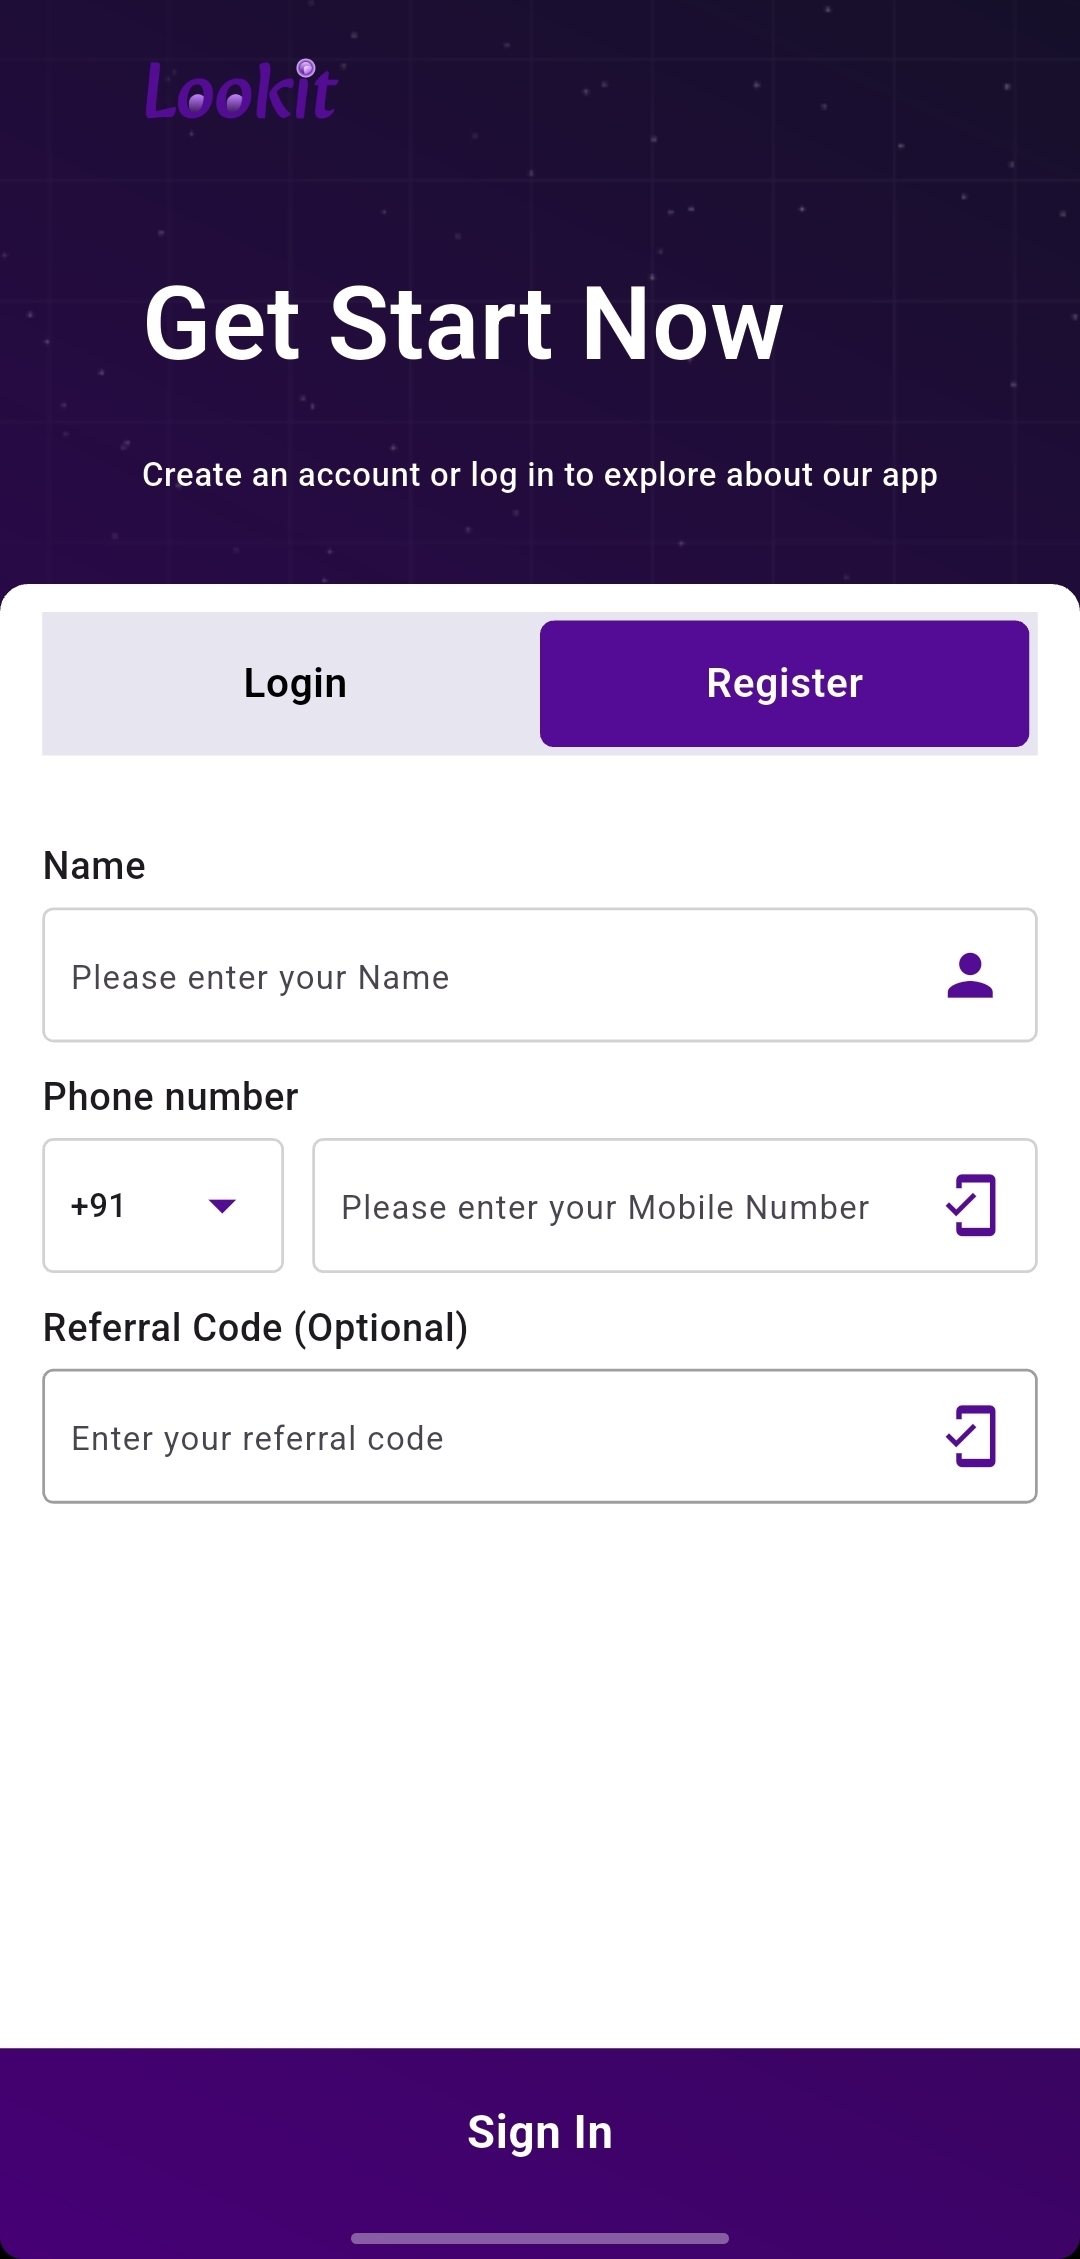 Lookit
Get Start Now
Create an account or log in to explore about our app
Login
Register
Name
Please enter your Name
Phone number
+91
Please enter your Mobile Number
Referral Code (Optional)
Enter your referral code
Sign In